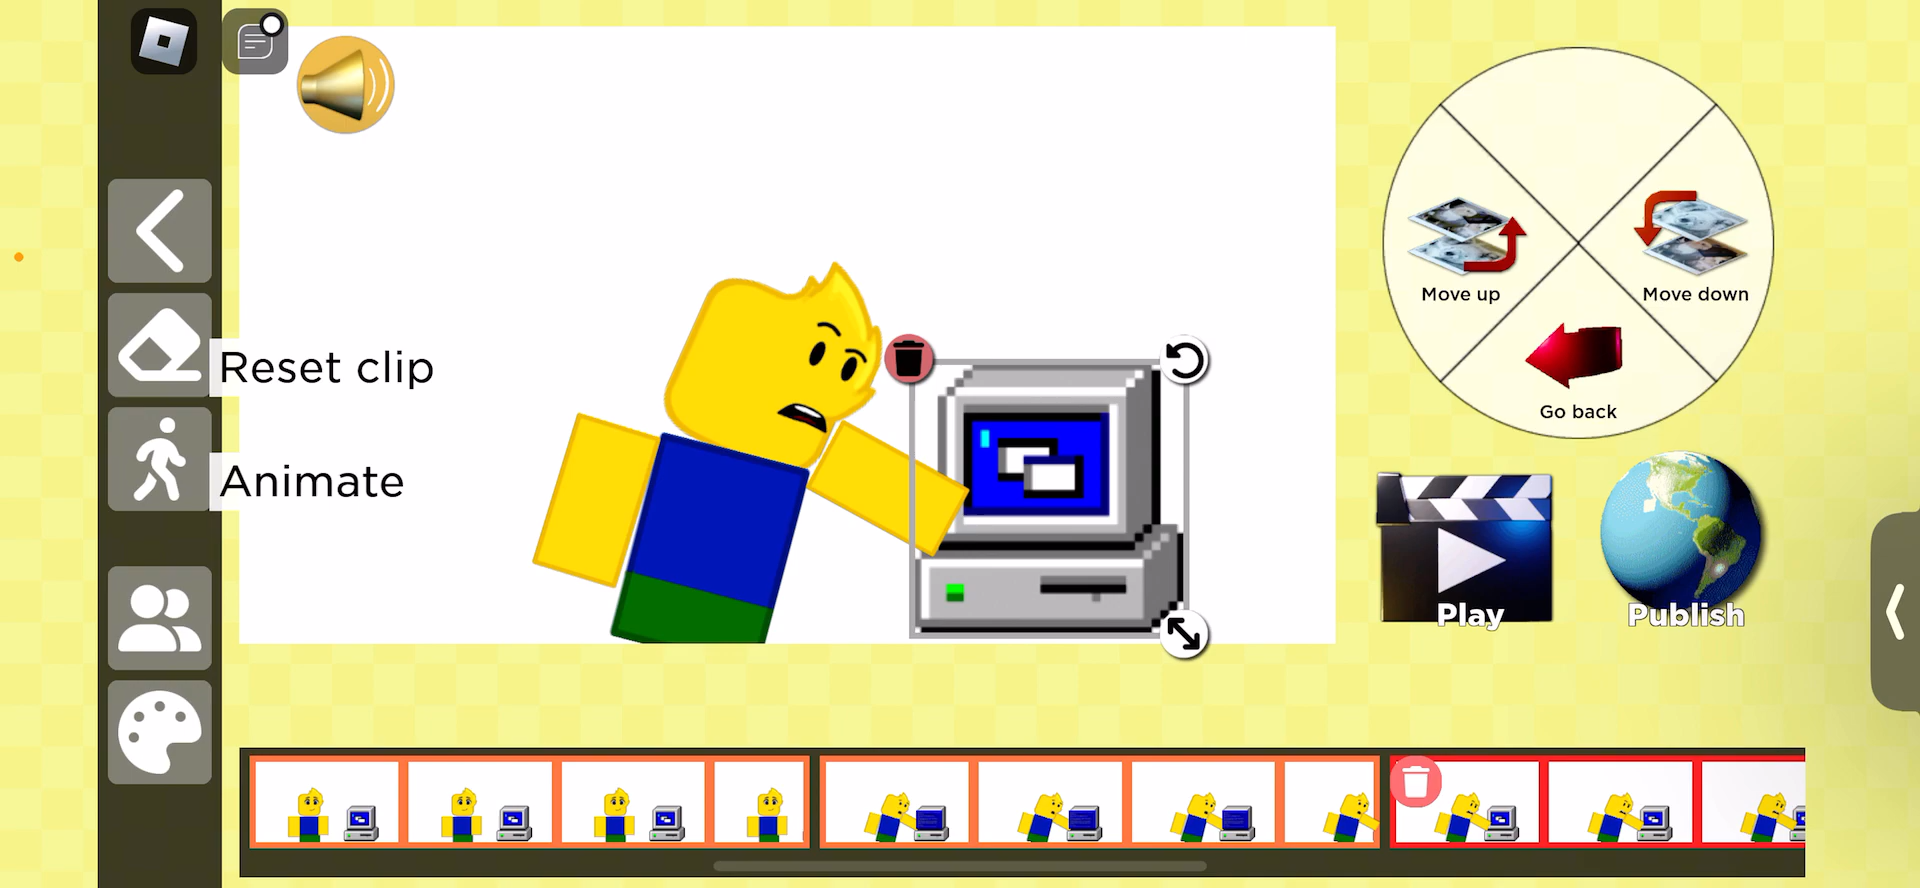 Move up
Move down
Go back
Reset clip
Animate
Play
Publish